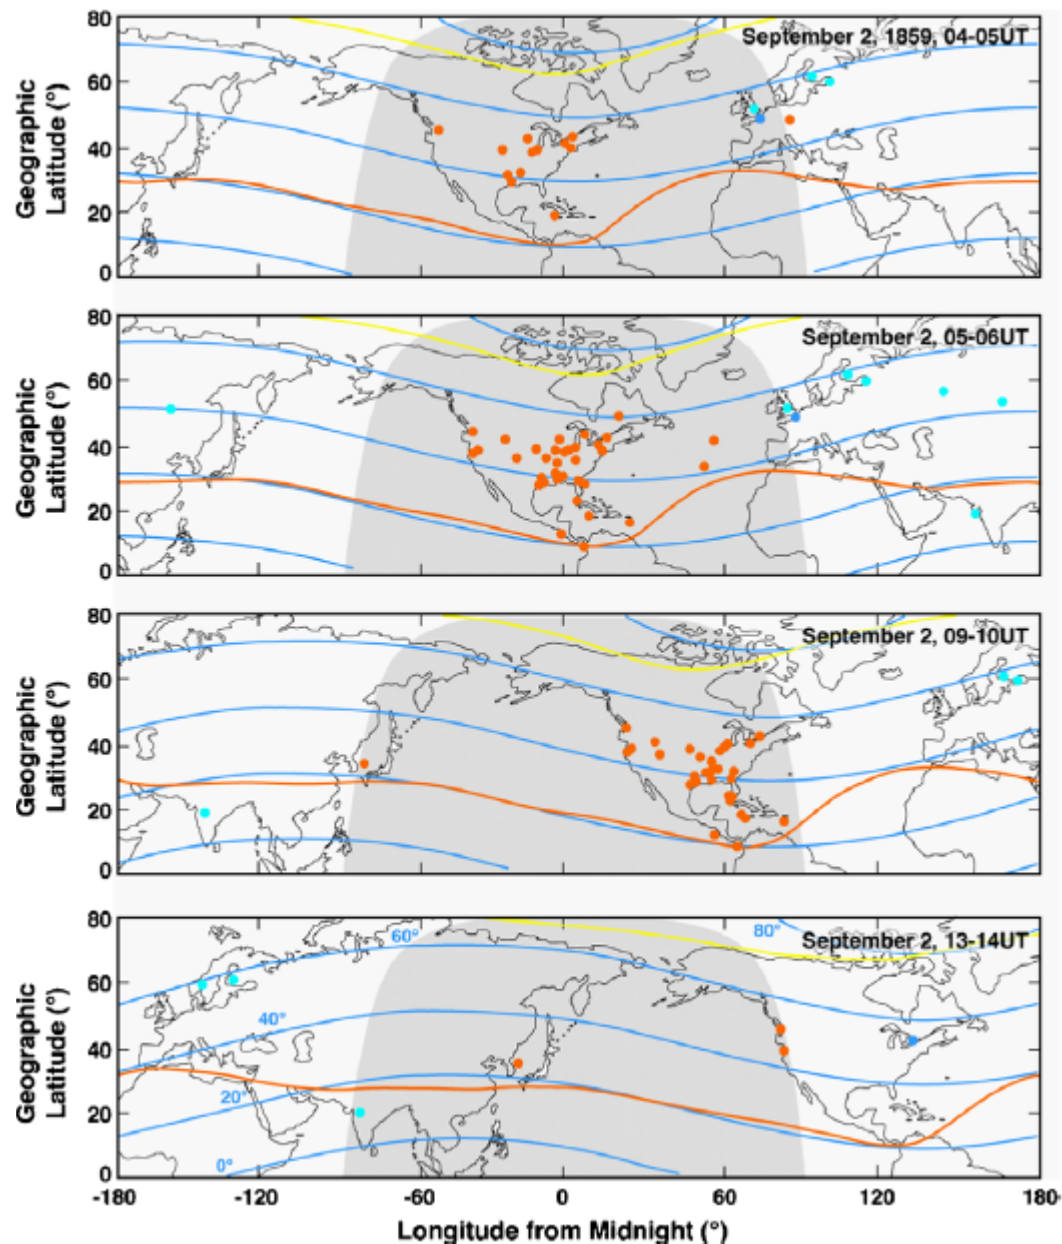 September 2, 1859, 04-05UT
Geographic
Latitude (°)
80
60
40
20
0
September 2, 05-06UT
Geographic
Latitude (°)
80
60
40
20
0
September 2, 09-10UT
Geographic
Latitude (°)
80
60
40
20
0
September 2, 13-14UT
Geographic
Latitude (°)
80
60
40
20
0
80°
60°
40°
20°
0°
-180 -120 -60 0 60 120 180
Longitude from Midnight (°)